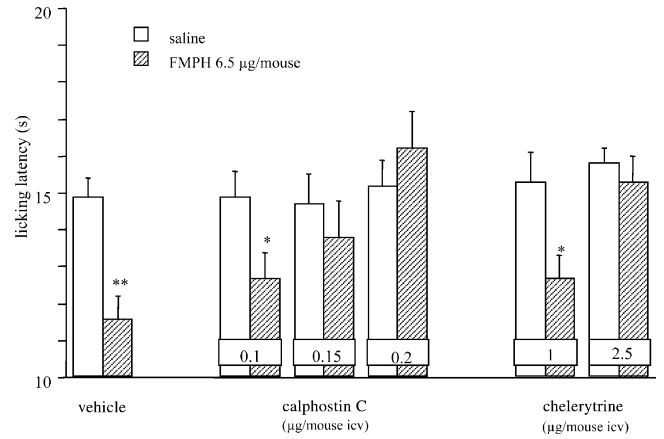 20
saline
FMPH 6.5 µg/mouse
licking latency (s)
15
**
*
*
0.1
0.15
0.2
1
2.5
10
vehicle
calphostin C
(µg/mouse icv)
chelerytrine
(µg/mouse icv)